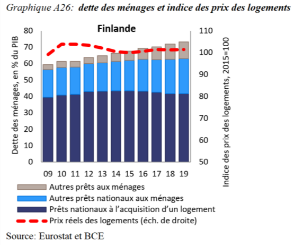 Graphique A26: dette des ménages et indice des prix des logements
Finlande
Dette des ménages, en % du PIB
80
70
60
50
40
30
20
10
0
110
100
90
80
70
60
50
Indice des prix des logements, 2015=100
09 10 11 12 13 14 15 16 17 18 19
Autres prêts aux ménages
Autres prêts nationaux aux ménages
Prêts nationaux à l'acquisition d'un logement
Prix réels des logements (éch. de droite)
Source: Eurostat et BCE